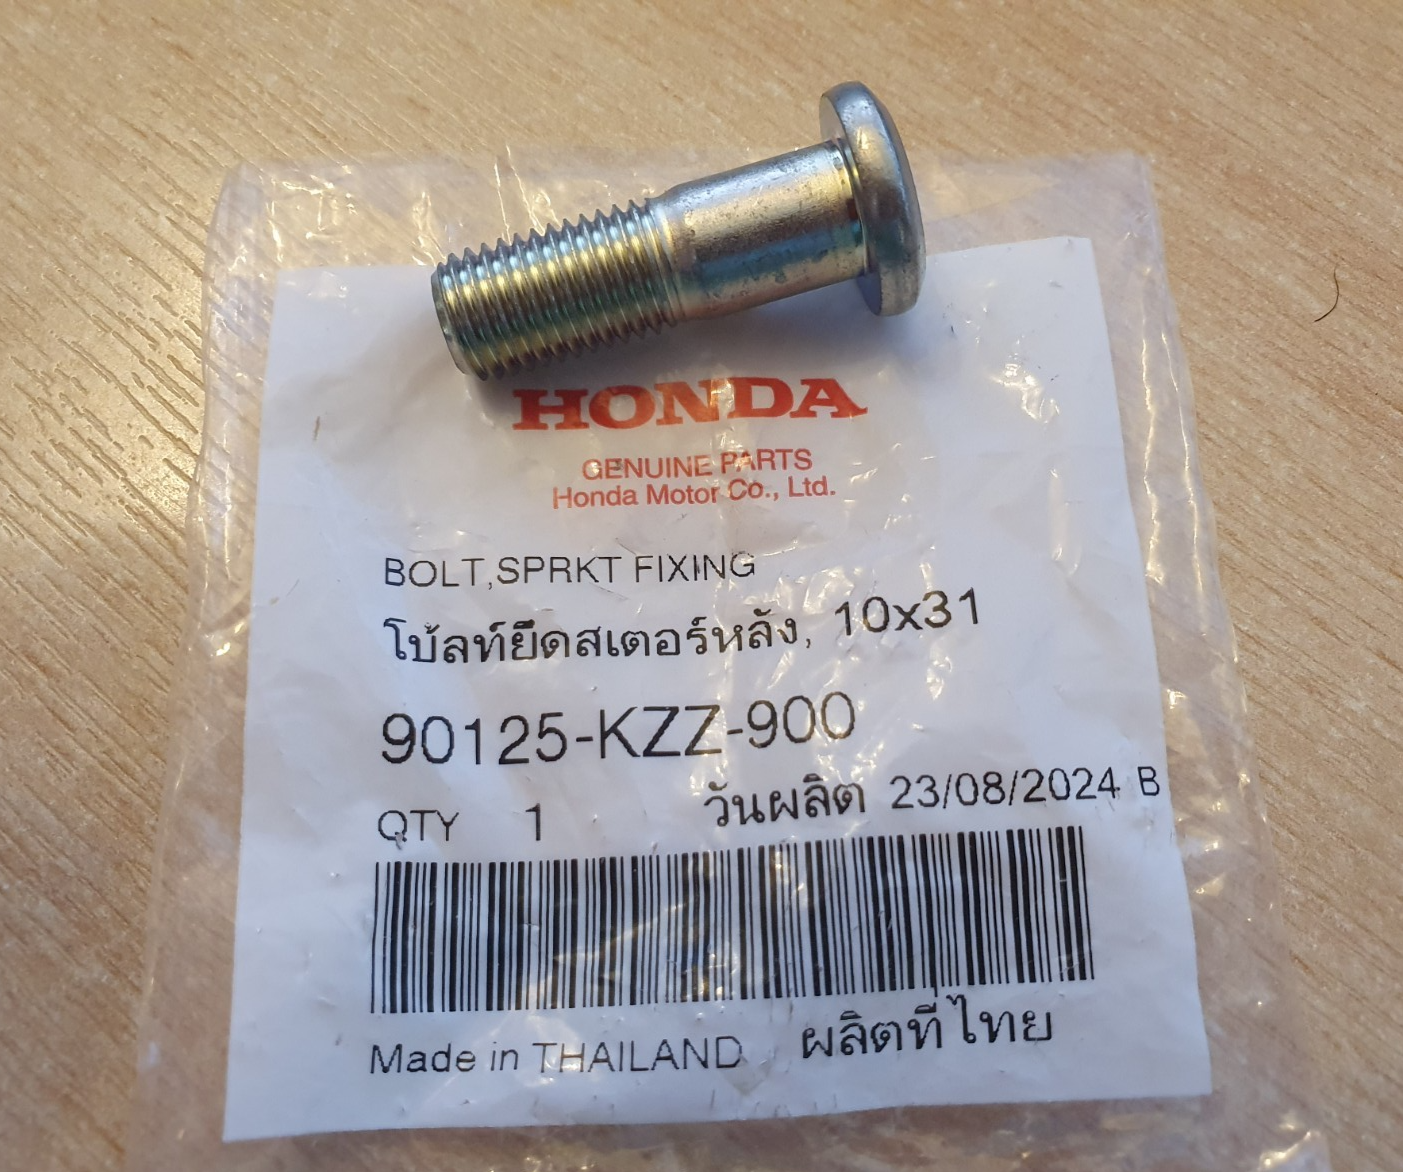 HONDA
GENUINE PARTS
Honda Motor Co., Ltd.
BOLT,SPRKT FIXING
โบ้ลท์ยึดสเตอร์หลัง, 10x31
90125-KZZ-900
QTY 1 วันผลิต 23/08/2024 B
Made in THAILAND ผลิตที่ไทย